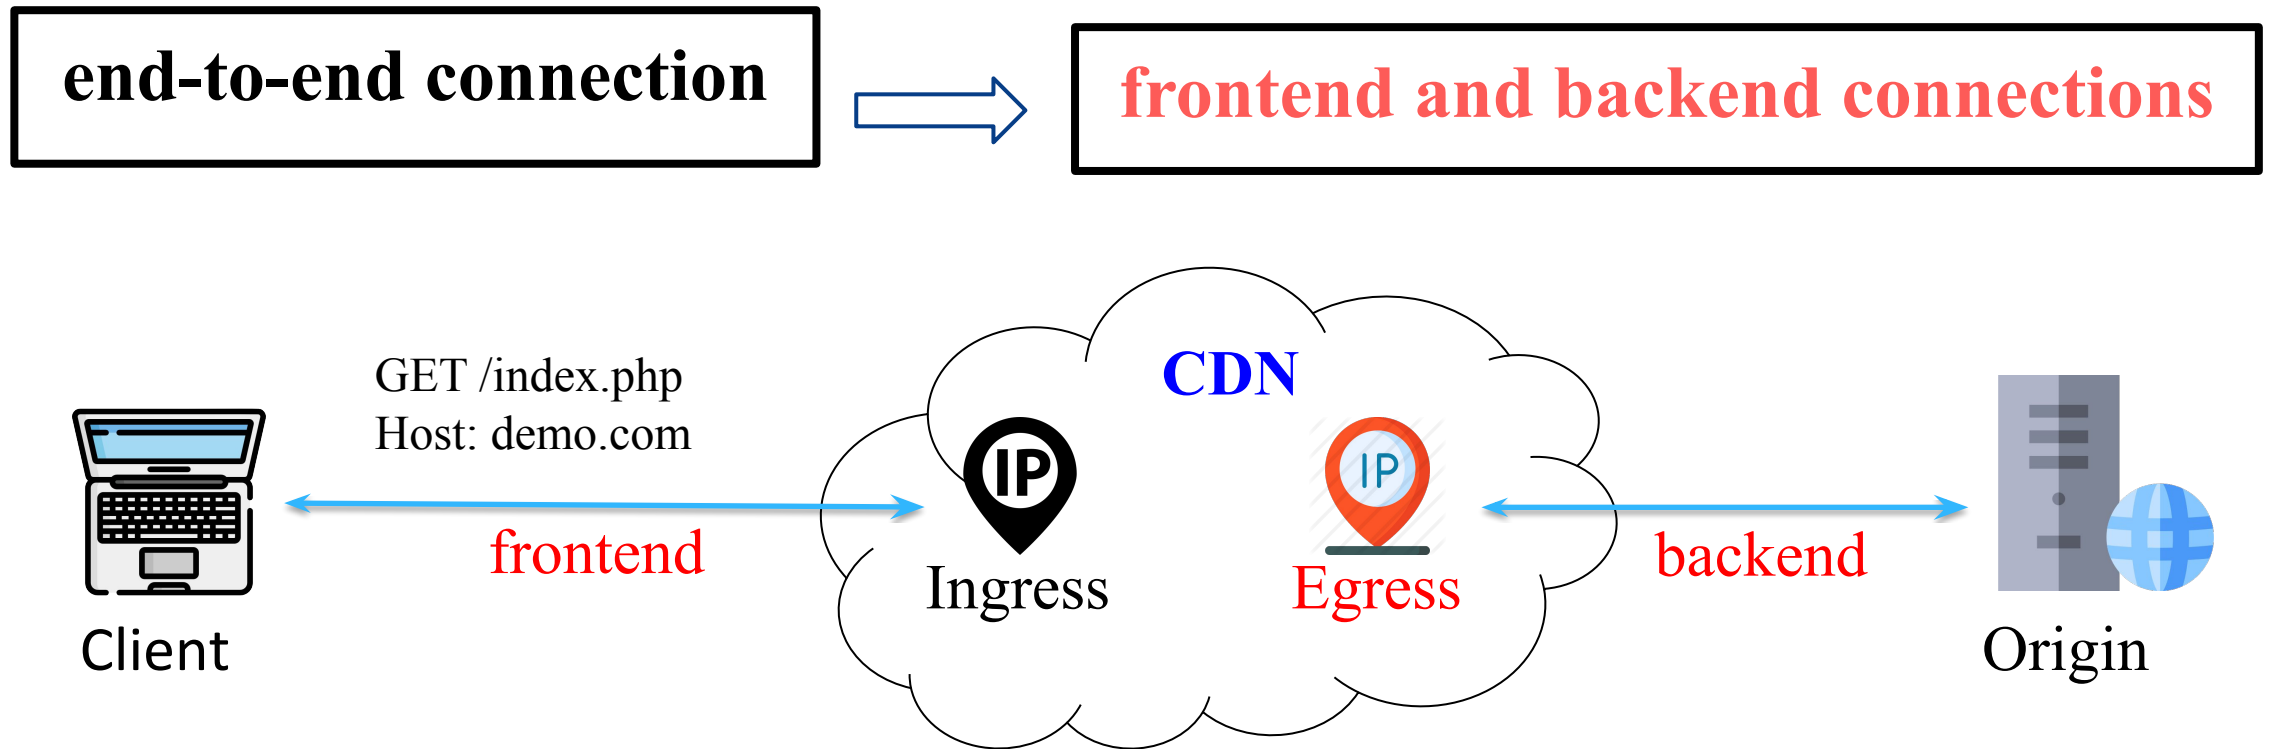 end-to-end connection
frontend and backend connections
GET /index.php
Host: demo.com
CDN
IP
IP
frontend
backend
Ingress
Egress
Client
Origin